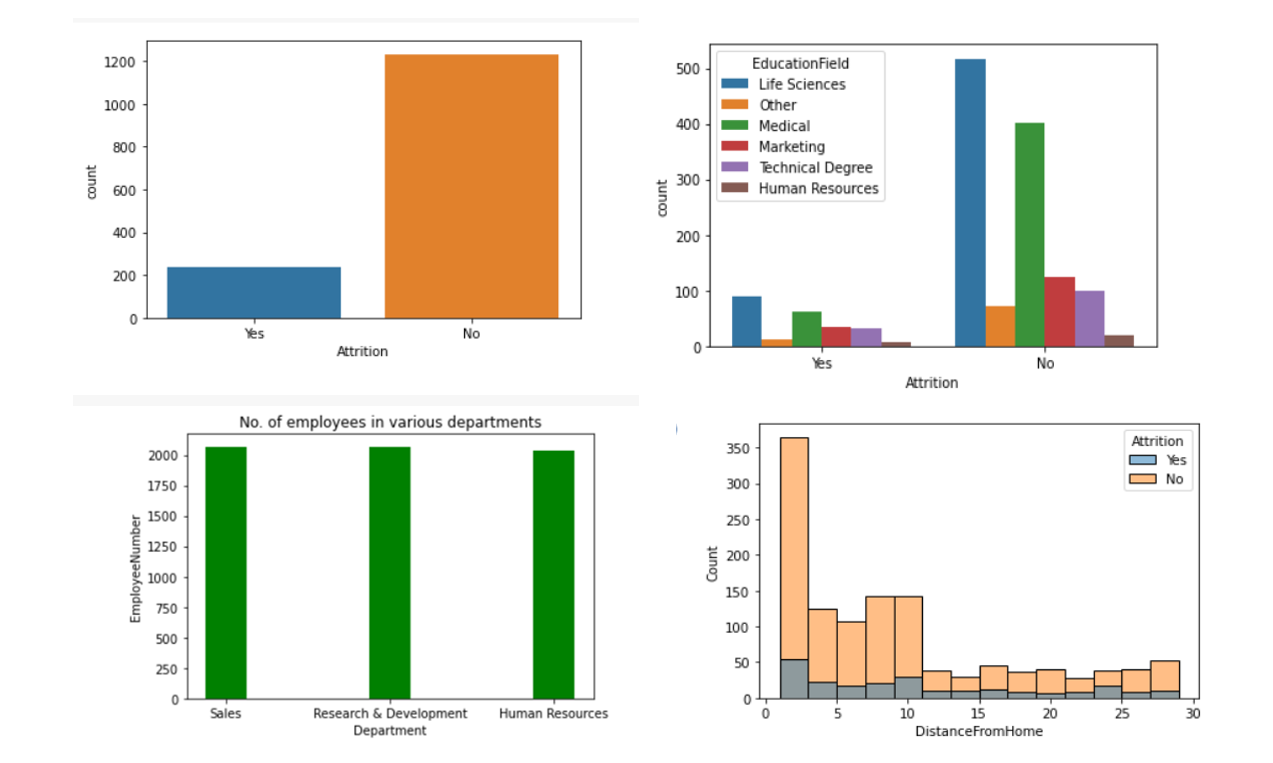 1200
1000
800
600
400
200
0
count
Yes No
Attrition
500
400
300
200
100
0
count
EducationField
Life Sciences
Other
Medical
Marketing
Technical Degree
Human Resources
Yes No
Attrition
No. of employees in various departments
2000
1750
1500
1250
1000
750
500
250
0
EmployeeNumber
Sales Research & Development Human Resources
Department
350
300
250
200
150
100
50
0
Count
Attrition
Yes
No
0 5 10 15 20 25 30
DistanceFromHome